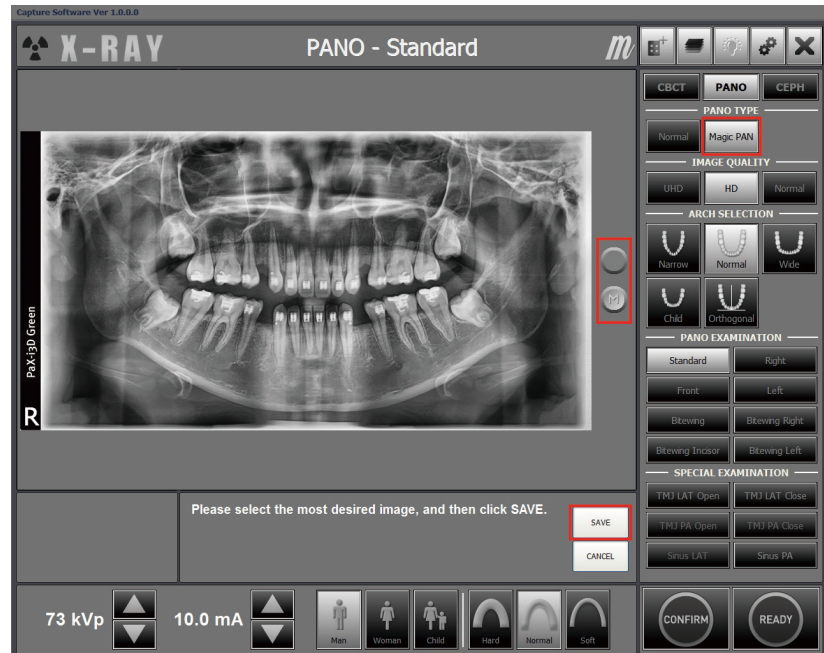 Capture Software Ver 1.0.0.0
X-RAY
PANO - Standard
m
CBCT
PANO
CEPH
PANO TYPE
Normal
Magic PAN
IMAGE QUALITY
UHD
HD
Normal
ARCH SELECTION
Narrow
Normal
Wide
Child
Orthogonal
PANO EXAMINATION
Standard
Right
Front
Left
Bitewing
Bitewing Right
Bitewing Incisor
Bitewing Left
SPECIAL EXAMINATION
TMJ LAT Open
TMJ LAT Close
TMJ PA Open
TMJ PA Close
Sinus LAT
Sinus PA
PaX-i3D Green
R
M
Please select the most desired image, and then click SAVE.
SAVE
CANCEL
73 kVp
10.0 mA
Man
Woman
Child
Hard
Normal
Soft
CONFIRM
READY